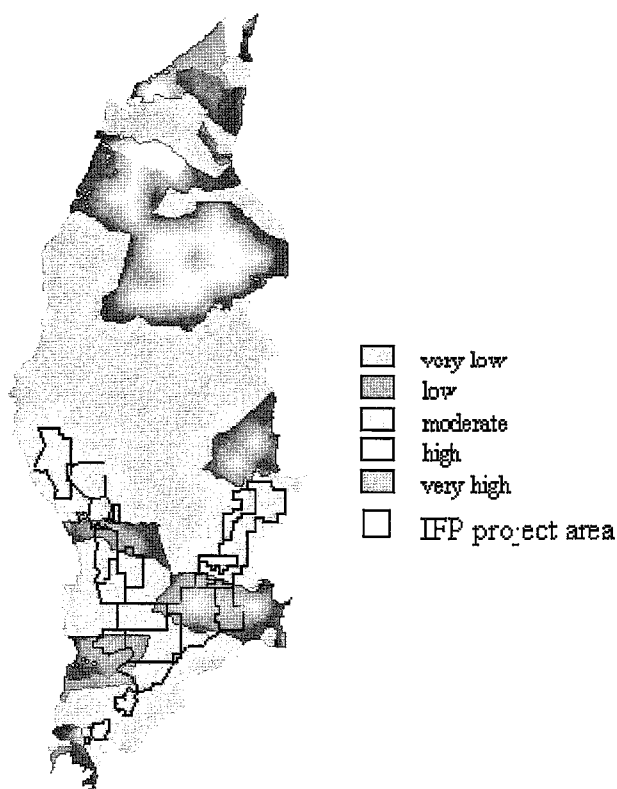 very low
low
moderate
high
very high
IFP project area